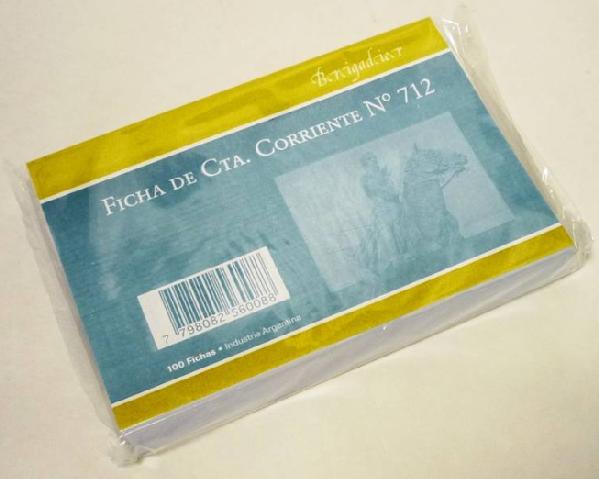 Brigadier
FICHA DE CTA. CORRIENTE Nº 712
7 798082 560088
100 Fichas • Industria Argentina